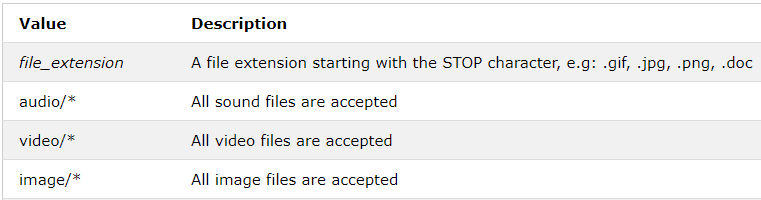 Value Description
file_extension A file extension starting with the STOP character, e.g: .gif, .jpg, .png, .doc
audio/* All sound files are accepted
video/* All video files are accepted
image/* All image files are accepted